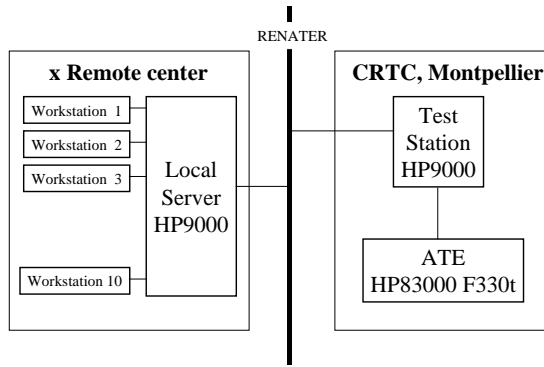 RENATER
x Remote center
Workstation 1
Workstation 2
Workstation 3
Workstation 10
Local
Server
HP9000
CRTC, Montpellier
Test
Station
HP9000
ATE
HP83000 F330t